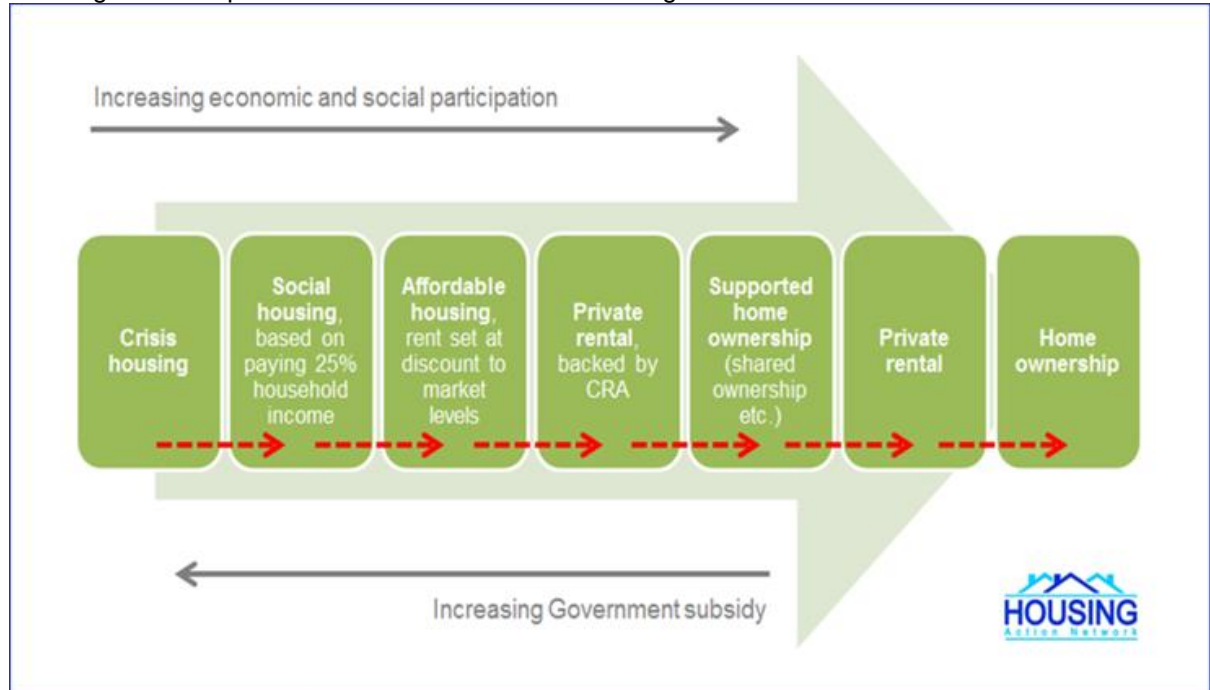 Increasing economic and social participation
Crisis
housing
Social
housing,
based on
paying 25%
household
income
Affordable
housing,
rent set at
discount to
market
levels
Private
rental,
backed by
CRA
Supported
home
ownership
(shared
ownership
etc.)
Private
rental
Home
ownership
Increasing Government subsidy
HOUSING
Action Network